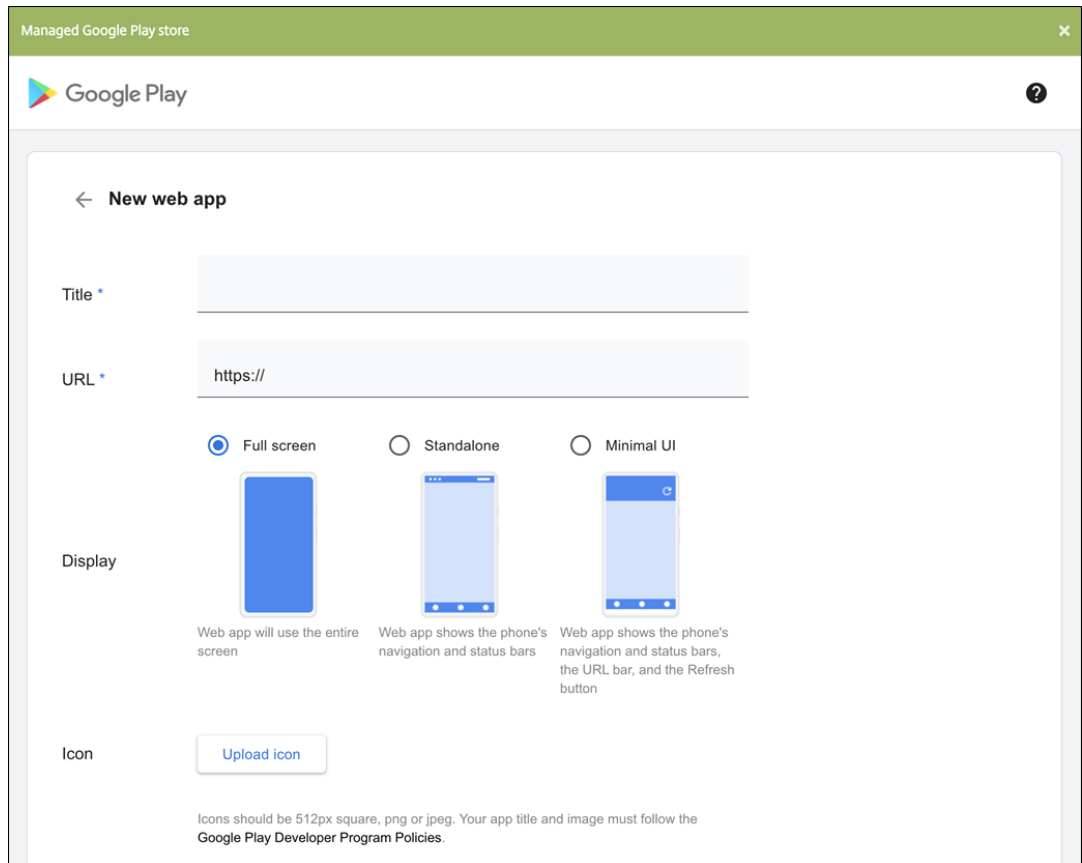 Managed Google Play store ×
Google Play ?
← New web app
Title *
URL * https://
Full screen Standalone Minimal UI
Display
Web app will use the entire
screen
Web app shows the phone's
navigation and status bars
Web app shows the phone's
navigation and status bars,
the URL bar, and the Refresh
button
Icon Upload icon
Icons should be 512px square, png or jpeg. Your app title and image must follow the
Google Play Developer Program Policies.